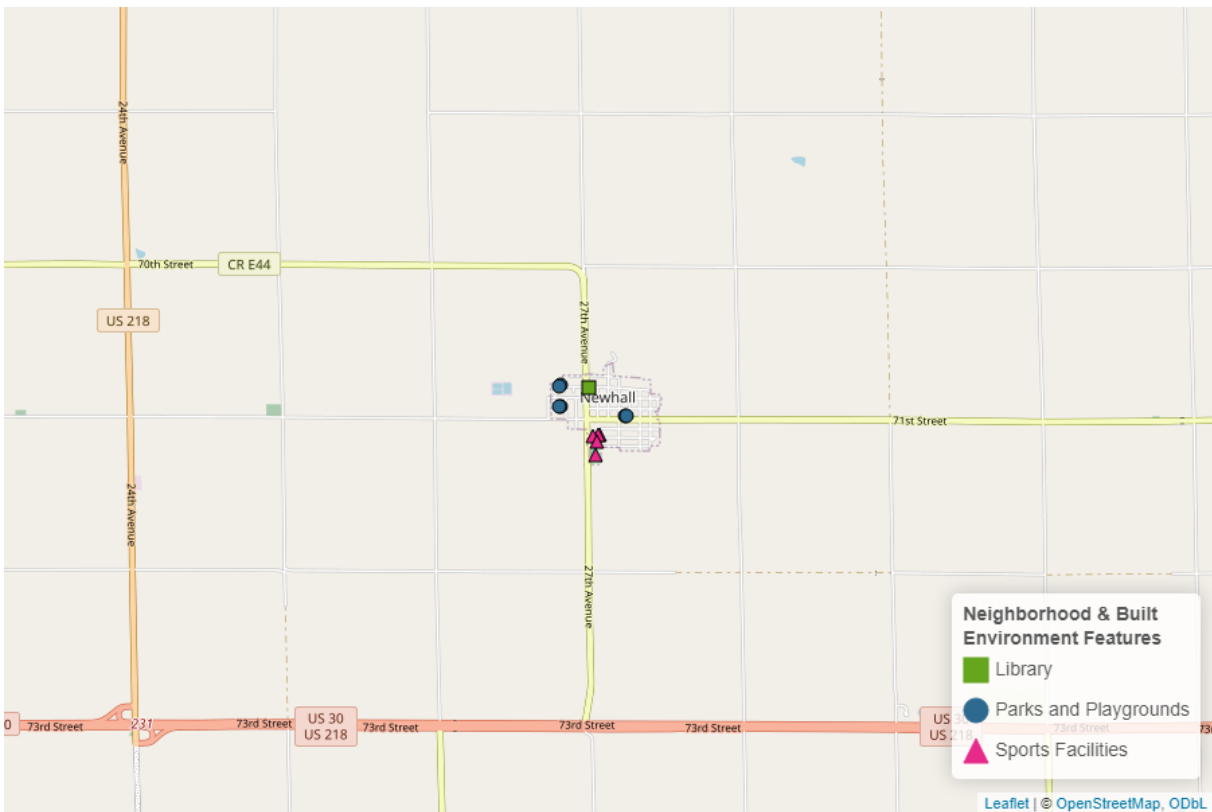 24th Avenue
70th Street
CR E44
27th Avenue
US 218
Newhall
71st Street
24th Avenue
27th Avenue
Neighborhood & Built
Environment Features
Library
Parks and Playgrounds
Sports Facilities
0
73rd Street
231
73rd Street
US 30
US 218
73rd Street
73rd Street
73rd Street
US 30
US 218
73rd Street
Leaflet | © OpenStreetMap, ODbL